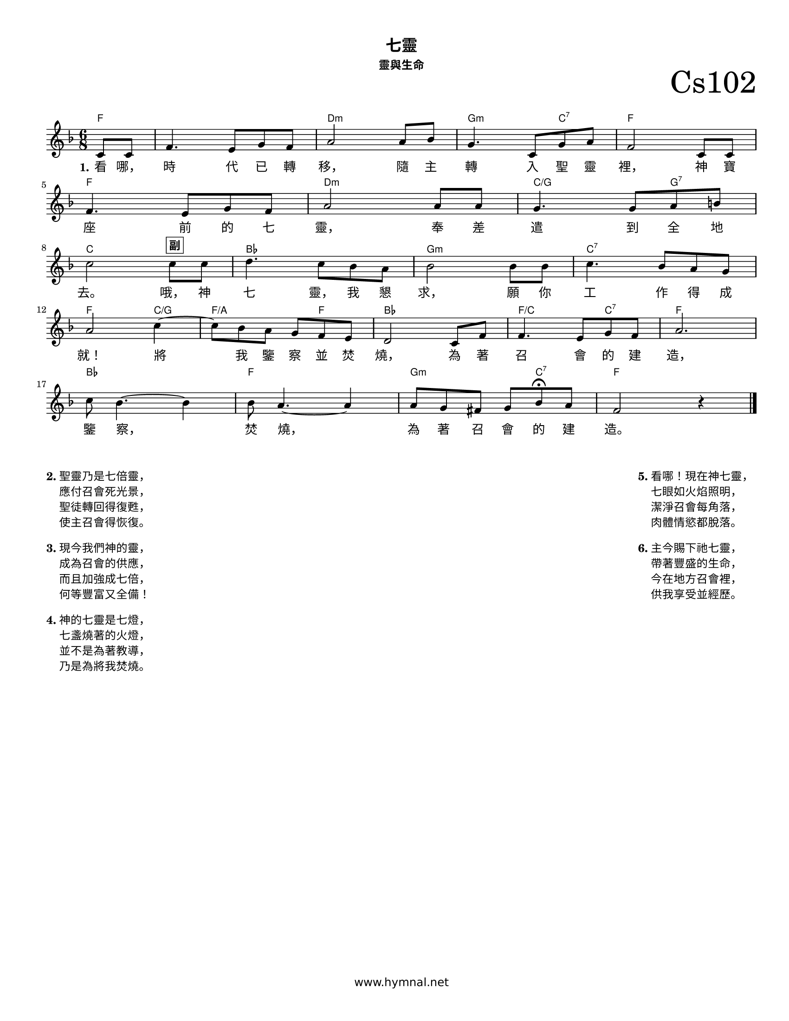 七靈
靈與生命
Cs102
F Dm Gm C7 F
1. 看 哪， 時 代 已 轉 移， 隨 主 轉 入 聖 靈 裡， 神 寶
5 F Dm C/G G7
座 前 的 七 靈， 奉 差 遣 到 全 地
8 C 副 B♭ Gm C7
去。 哦， 神 七 靈， 我 懇 求， 願 你 工 作 得 成
12 F C/G F/A F B♭ F/C C7 F
就！ 將 我 鑒 察 並 焚 燒， 為 著 召 會 的 建 造，
17 B♭ F Gm C7 F
鑒 察， 焚 燒， 為 著 召 會 的 建 造。
2. 聖靈乃是七倍靈，
應付召會死光景，
聖徒轉回得復甦，
使主召會得恢復。
3. 現今我們神的靈，
成為召會的供應，
而且加強成七倍，
何等豐富又全備！
4. 神的七靈是七燈，
七盞燒著的火燈，
並不是為著教導，
乃是為將我焚燒。
5. 看哪！現在神七靈，
七眼如火焰照明，
潔淨召會每角落，
肉體情慾都脫落。
6. 主今賜下祂七靈，
帶著豐盛的生命，
今在地方召會裡，
供我享受並經歷。
www.hymnal.net